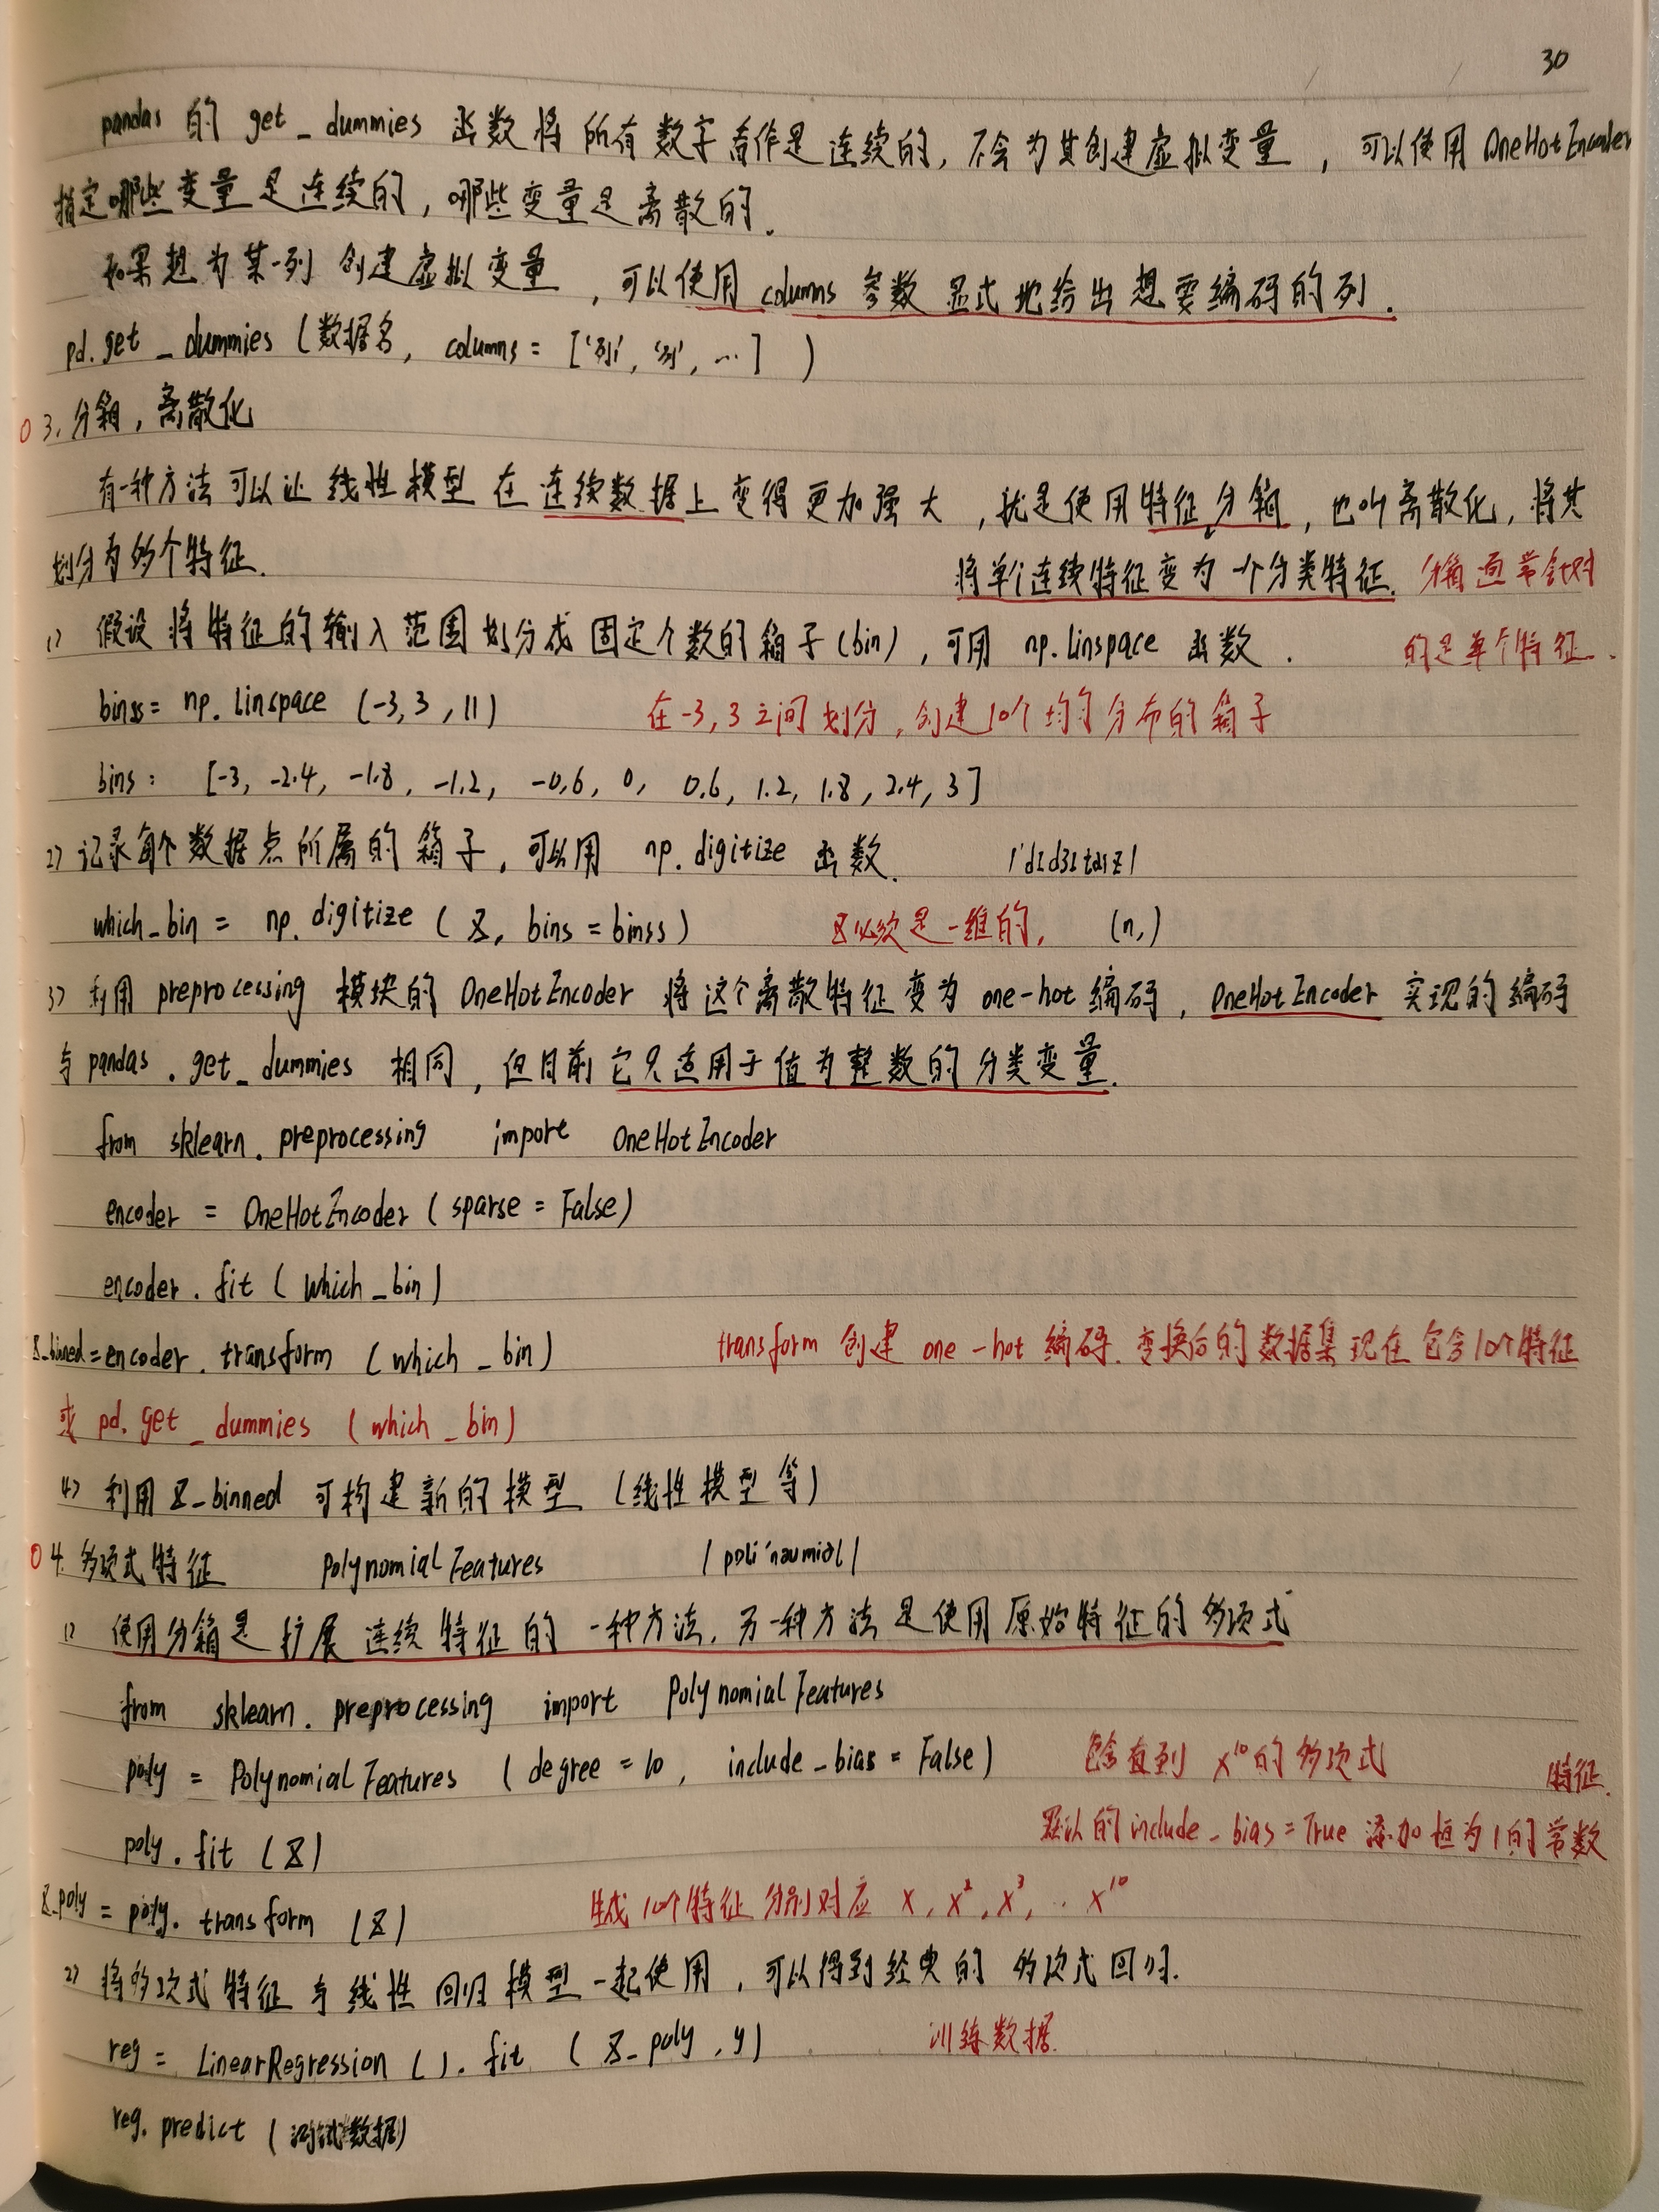 30
pandas 的 get_dummies 函数将所有数字看作是连续的, 不会为其创建虚拟变量, 可以使用 OneHotEncoder
指定哪些变量是连续的, 哪些变量是离散的.
如果想为某一列 创建虚拟变量, 可以使用 columns 参数 显式地给出想要编码的列.
pd.get_dummies (数据名, columns = ['列', '列', …] )
3. 分箱, 离散化
有一种方法可以让 线性模型 在 连续数据上 变得更加强大, 就是使用特征分箱, 也叫离散化, 将其
划分为多个特征.
将单个连续特征变为一个分类特征. 分箱通常针对
1) 假设将特征的输入范围划分成固定个数的箱子(bin), 可用 np.linspace 函数. 的是单个特征.
binss = np.linspace (-3, 3, 11) 在-3, 3之间划分, 创建10个均匀分布的箱子
bins: [-3, -2.4, -1.8, -1.2, -0.6, 0, 0.6, 1.2, 1.8, 2.4, 3]
2) 记录每个数据点所属的箱子, 可以用 np.digitize 函数. /ˈdɪdʒɪtaɪz/
which_bin = np.digitize (X, bins = binss) X必须是一维的, (n,)
3) 利用 preprocessing 模块的 OneHotEncoder 将这个离散特征变为 one-hot 编码, OneHotEncoder 实现的编码
与 pandas.get_dummies 相同, 但目前它只适用于值为整数的分类变量.
from sklearn.preprocessing import OneHotEncoder
encoder = OneHotEncoder (sparse = False)
encoder.fit (which_bin)
X_binned = encoder.transform (which_bin) transform 创建 one-hot 编码. 变换后的数据集现在包含10个特征
或 pd.get_dummies (which_bin)
4) 利用 X_binned 可构建新的模型 (线性模型等)
4. 多项式特征 PolynomialFeatures /ˌpɒliˈnəʊmiəl/
1) 使用分箱是扩展连续特征的一种方法, 另一种方法是使用原始特征的多项式
from sklearn.preprocessing import PolynomialFeatures
poly = PolynomialFeatures (degree = 10, include_bias = False) 包含直到 x¹⁰的多项式 特征.
默认的 include_bias = True 添加恒为1的常数
poly.fit (X)
X_poly = poly.transform (X) 生成10个特征 分别对应 x, x², x³, … x¹⁰
2) 将多项式特征与线性回归模型一起使用, 可以得到经典的 多项式回归.
reg = LinearRegression().fit (X_poly, y) 训练数据.
reg.predict (测试数据)